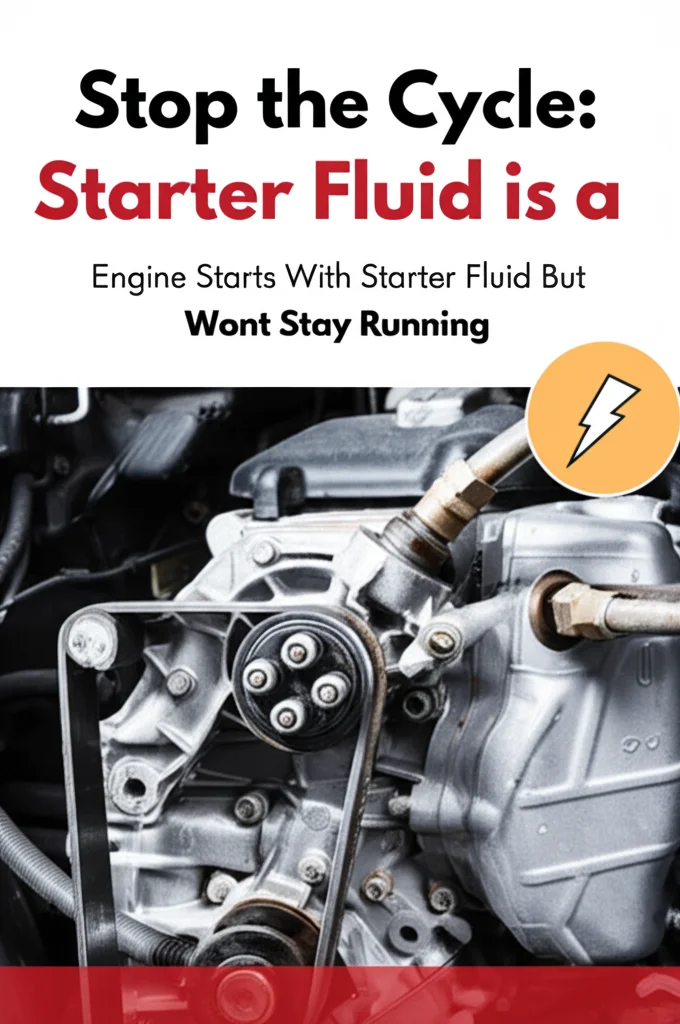 Stop the Cycle:
Starter Fluid is a
Engine Starts With Starter Fluid But
Wont Stay Running